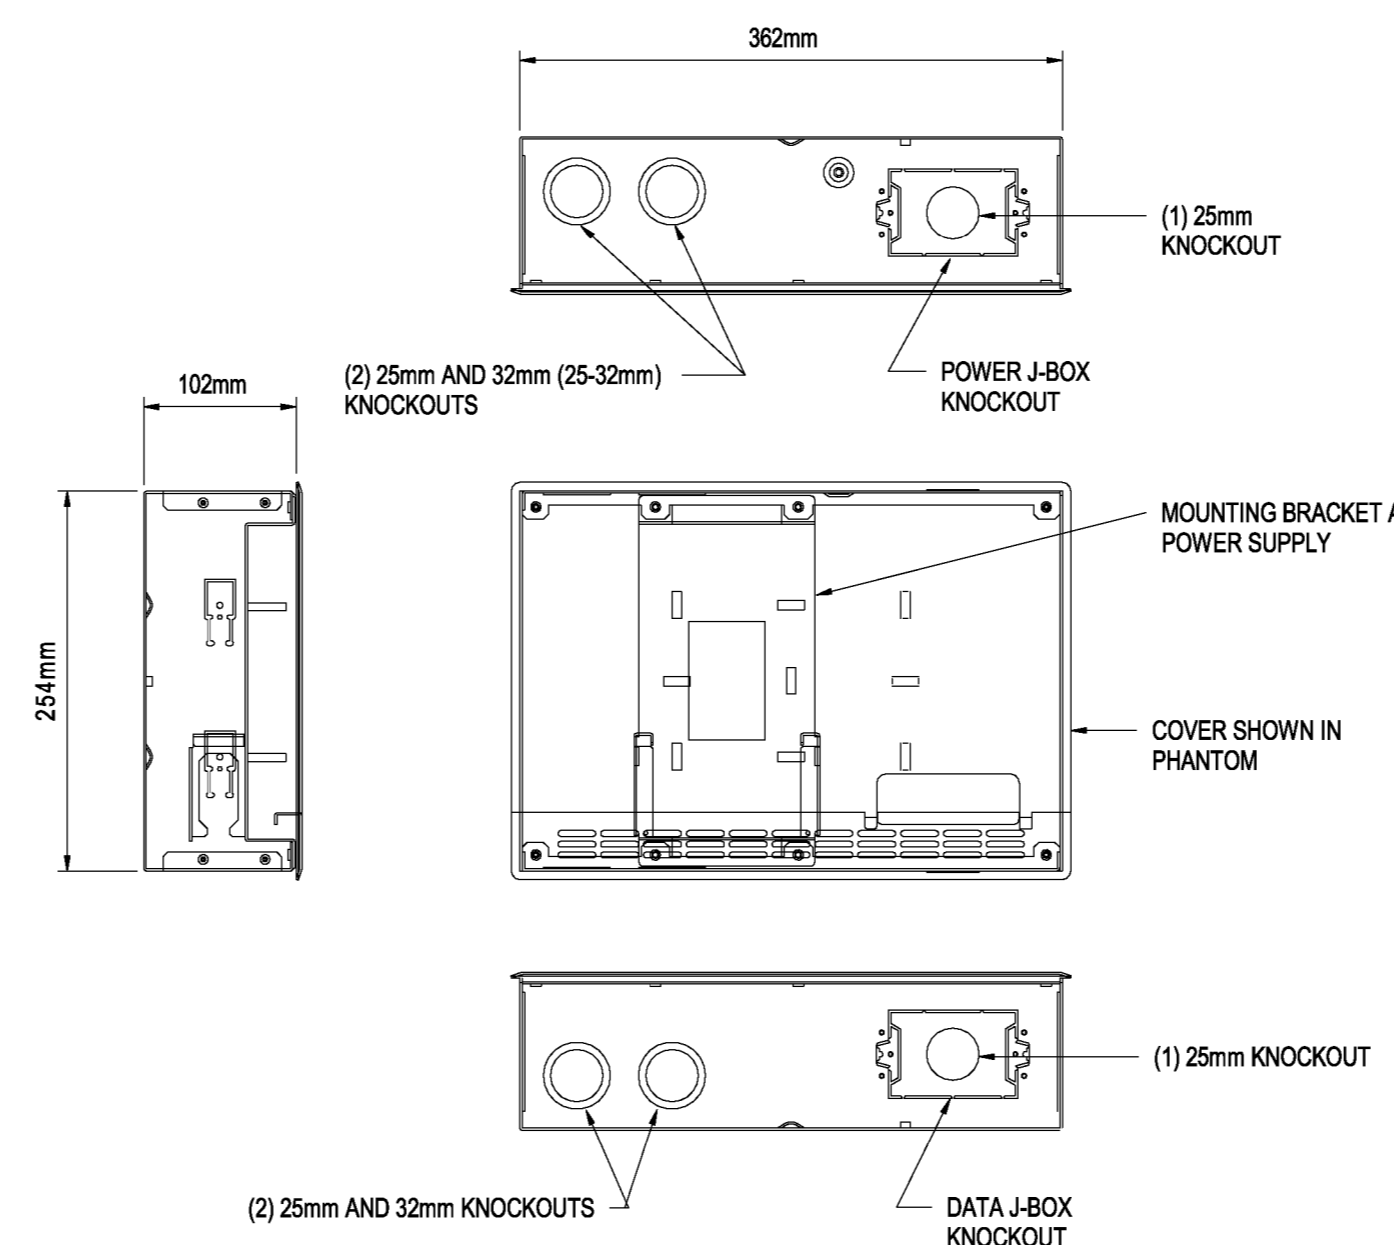 362mm
(1) 25mm
KNOCKOUT
(2) 25mm AND 32mm (25-32mm)
KNOCKOUTS
POWER J-BOX
KNOCKOUT
102mm
254mm
MOUNTING BRACKET
POWER SUPPLY
COVER SHOWN IN
PHANTOM
(1) 25mm KNOCKOUT
(2) 25mm AND 32mm KNOCKOUTS
DATA J-BOX
KNOCKOUT